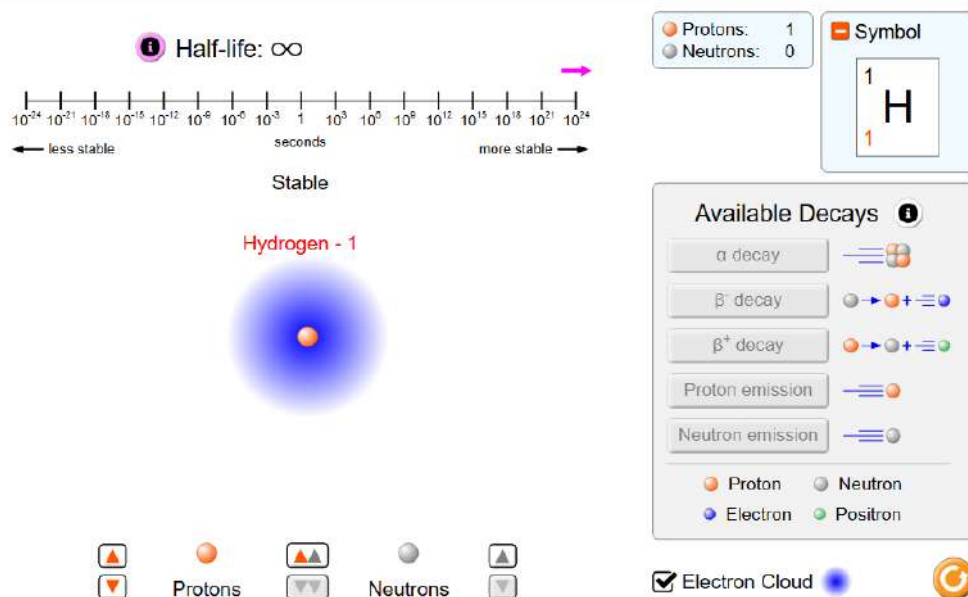 Half-life: ∞
10⁻²⁴ 10⁻²¹ 10⁻¹⁸ 10⁻¹⁵ 10⁻¹² 10⁻⁹ 10⁻⁶ 10⁻³ 1 10³ 10⁶ 10⁹ 10¹² 10¹⁵ 10¹⁸ 10²¹ 10²⁴
seconds
less stable more stable
Stable
Hydrogen - 1
Protons: 1
Neutrons: 0
Symbol
1
H
1
Available Decays
α decay
β⁻ decay
β⁺ decay
Proton emission
Neutron emission
Proton Neutron
Electron Positron
Protons Neutrons
Electron Cloud